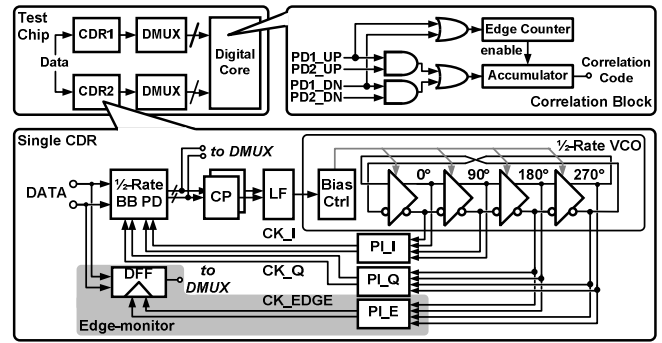 Test
Chip
CDR1
DMUX
Data
CDR2
DMUX
Digital
Core
PD1_UP
PD2_UP
PD1_DN
PD2_DN
Edge Counter
enable
Accumulator
Correlation
Code
Correlation Block
Single CDR
to DMUX
½-Rate VCO
DATA
½-Rate
BB PD
CP
LF
Bias
Ctrl
0° 90° 180° 270°
CK_I
PI_I
CK_Q
PI_Q
DFF
to
DMUX
CK_EDGE
PI_E
Edge-monitor